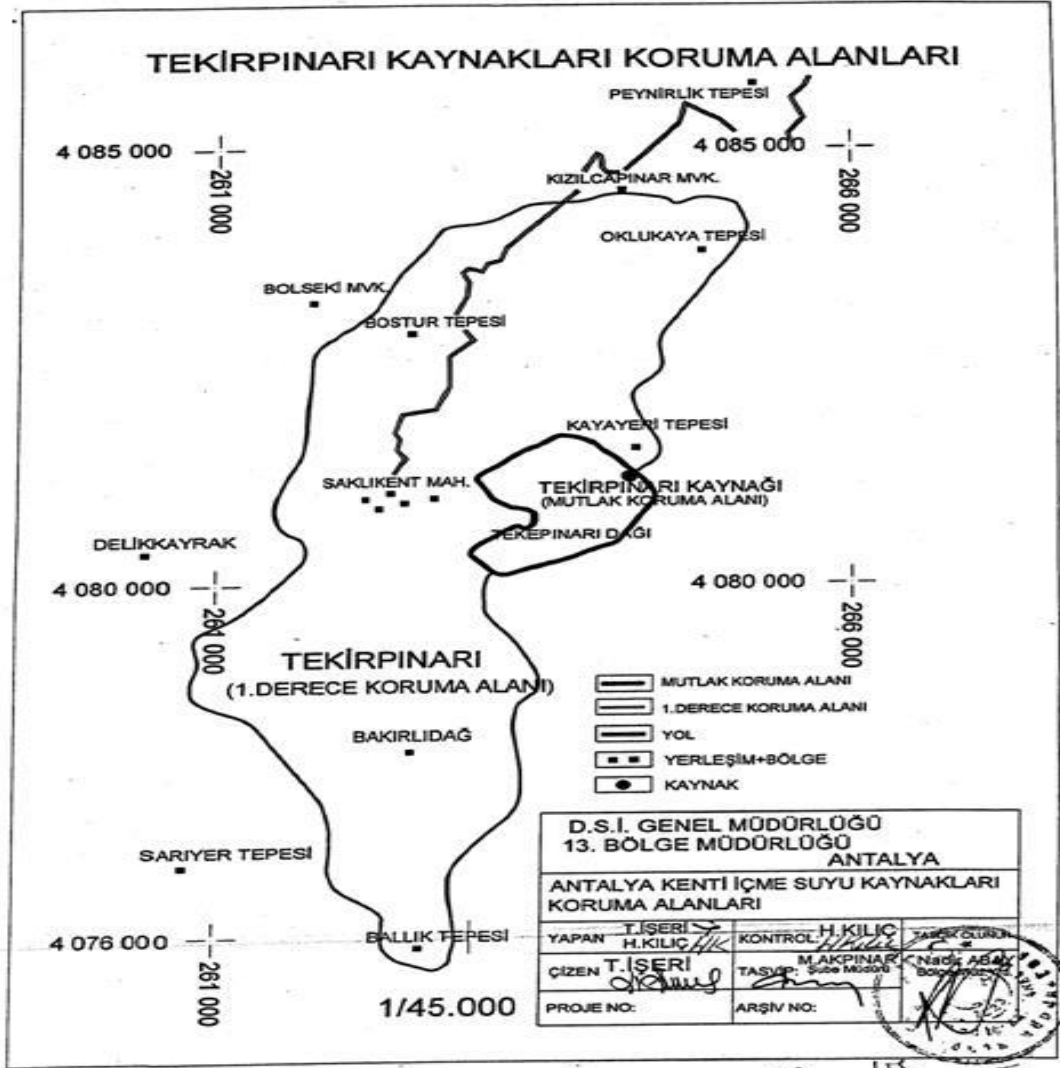 TEKİRPINARI KAYNAKLARI KORUMA ALANLARI
PEYNİRLİK TEPESİ
4 085 000
4 085 000
261 000
266 000
KIZILCAPINAR MVK.
OKLUKAYA TEPESİ
BOLSEKİ MVK.
BOSTUR TEPESİ
KAYAYERİ TEPESİ
SAKLIKENT MAH.
TEKİRPINARI KAYNAĞI
(MUTLAK KORUMA ALANI)
TEKEPINARI DAĞI
DELİKKAYRAK
4 080 000
4 080 000
261 000
266 000
TEKİRPINARI
(1.DERECE KORUMA ALANI)
MUTLAK KORUMA ALANI
1.DERECE KORUMA ALANI
YOL
YERLEŞİM+BÖLGE
KAYNAK
BAKIRLIDAĞ
SARIYER TEPESİ
4 076 000
261 000
BALLIK TEPESİ
1/45.000
D.S.İ. GENEL MÜDÜRLÜĞÜ
13. BÖLGE MÜDÜRLÜĞÜ
ANTALYA
ANTALYA KENTİ İÇME SUYU KAYNAKLARI
KORUMA ALANLARI
YAPAN T.İŞERİ
H.KILIÇ
KONTROL: H.KILIÇ
TASDİK OLUNUR
ÇİZEN T.İŞERİ
TASVİP: M.AKPINAR
Şube Müdürü
Nadir
PROJE NO:
ARŞİV NO: